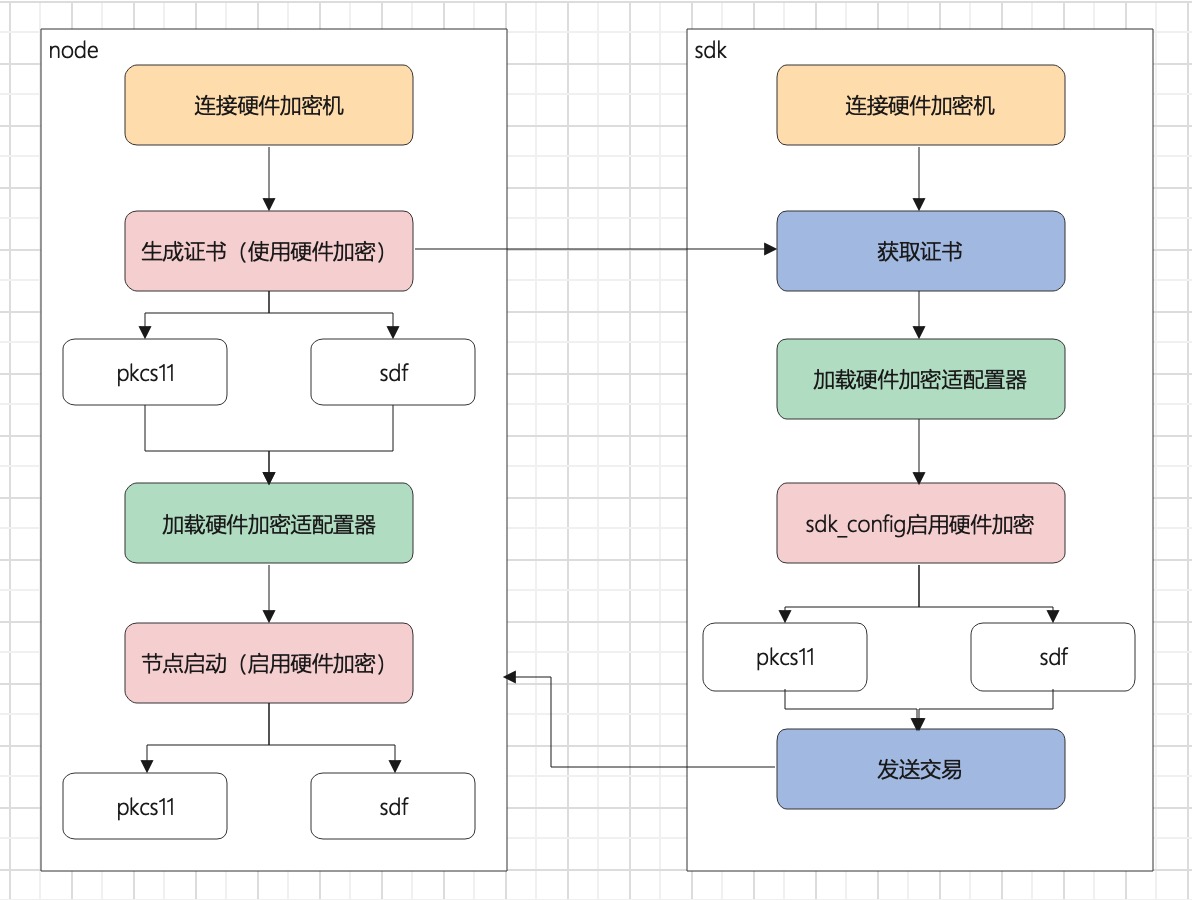 node
连接硬件加密机
生成证书（使用硬件加密）
pkcs11
sdf
加载硬件加密适配置器
节点启动（启用硬件加密）
pkcs11
sdf
sdk
连接硬件加密机
获取证书
加载硬件加密适配置器
sdk_config启用硬件加密
pkcs11
sdf
发送交易